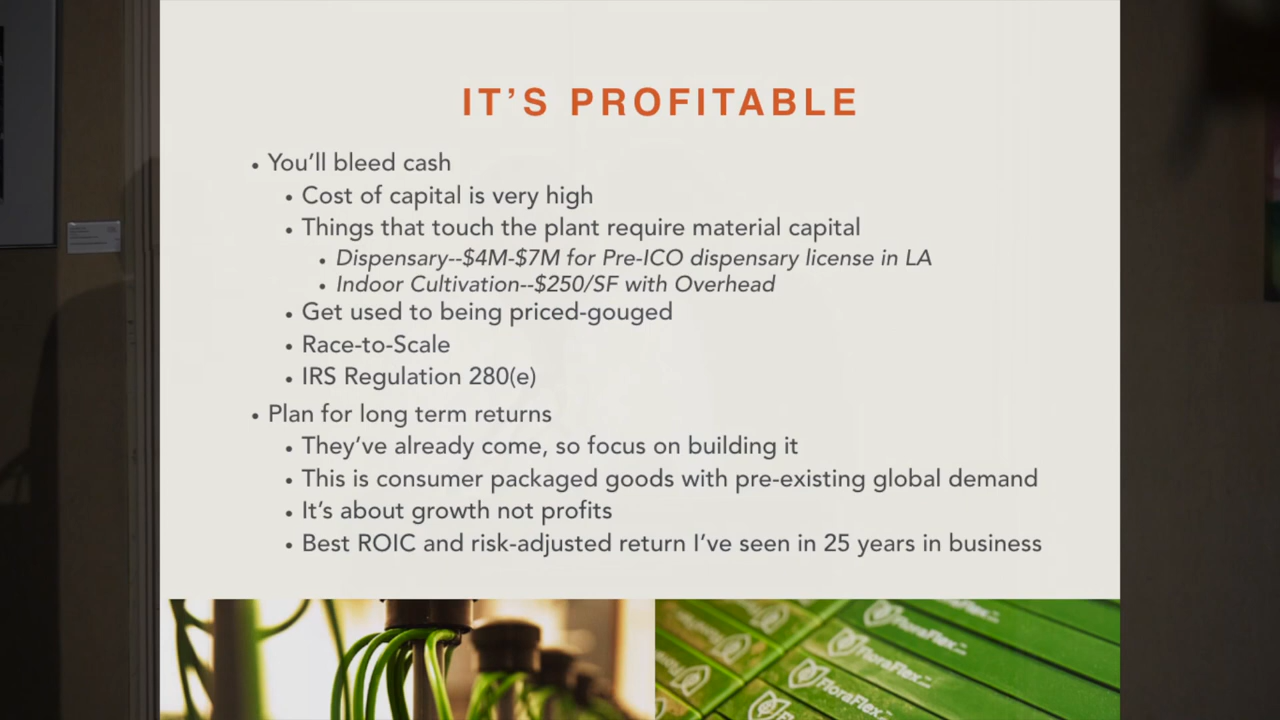 IT’S PROFITABLE
• You’ll bleed cash
• Cost of capital is very high
• Things that touch the plant require material capital
• Dispensary--$4M-$7M for Pre-ICO dispensary license in LA
• Indoor Cultivation--$250/SF with Overhead
• Get used to being priced-gouged
• Race-to-Scale
• IRS Regulation 280(e)
• Plan for long term returns
• They’ve already come, so focus on building it
• This is consumer packaged goods with pre-existing global demand
• It’s about growth not profits
• Best ROIC and risk-adjusted return I’ve seen in 25 years in business
FloraFlex™
FloraFlex™
FloraFlex™